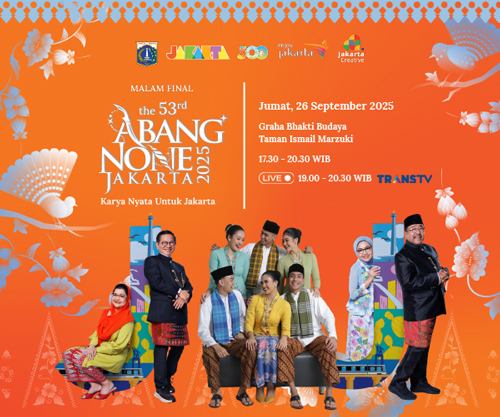 JAKARTA
500
enjoy
jakarta
Jakarta
Creative
MALAM FINAL
the 53rd
ABANG
NONE
JAKARTA
2025
Karya Nyata Untuk Jakarta
Jumat, 26 September 2025
Graha Bhakti Budaya
Taman Ismail Marzuki
17.30 - 20.30 WIB
LIVE 19.00 - 20.30 WIB TRANSTV